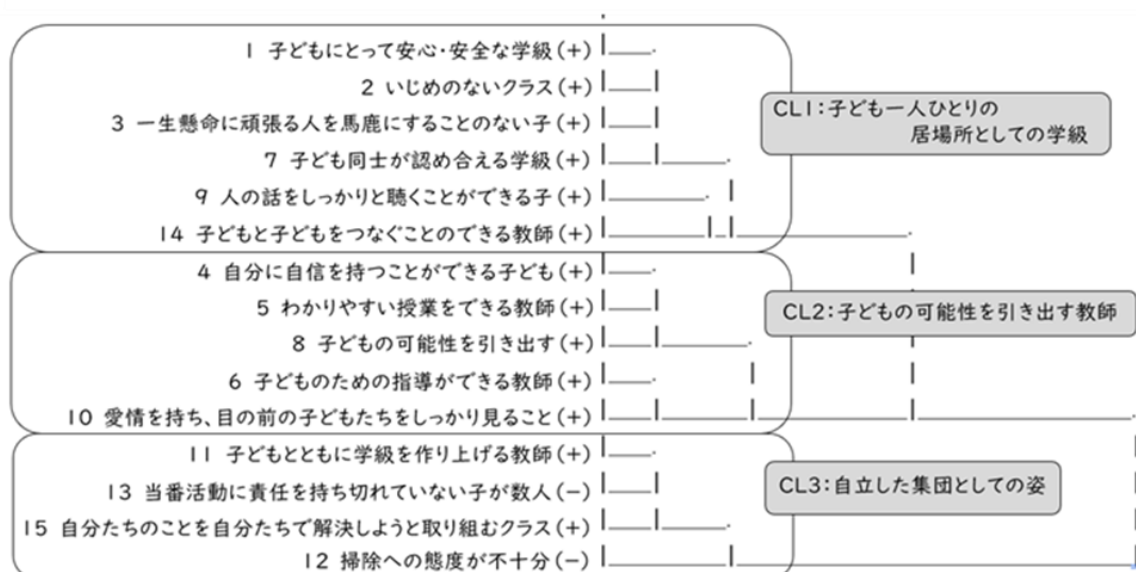 1 子どもにとって安心・安全な学級(+)
2 いじめのないクラス(+)
3 一生懸命に頑張る人を馬鹿にすることのない子(+)
7 子ども同士が認め合える学級(+)
9 人の話をしっかりと聴くことができる子(+)
14 子どもと子どもをつなぐことのできる教師(+)
CL1:子ども一人ひとりの
居場所としての学級
4 自分に自信を持つことができる子ども(+)
5 わかりやすい授業をできる教師(+)
8 子どもの可能性を引き出す(+)
6 子どものための指導ができる教師(+)
10 愛情を持ち、目の前の子どもたちをしっかり見ること(+)
CL2:子どもの可能性を引き出す教師
11 子どもとともに学級を作り上げる教師(+)
13 当番活動に責任を持ち切れていない子が数人(-)
15 自分たちのことを自分たちで解決しようと取り組むクラス(+)
12 掃除への態度が不十分(-)
CL3:自立した集団としての姿